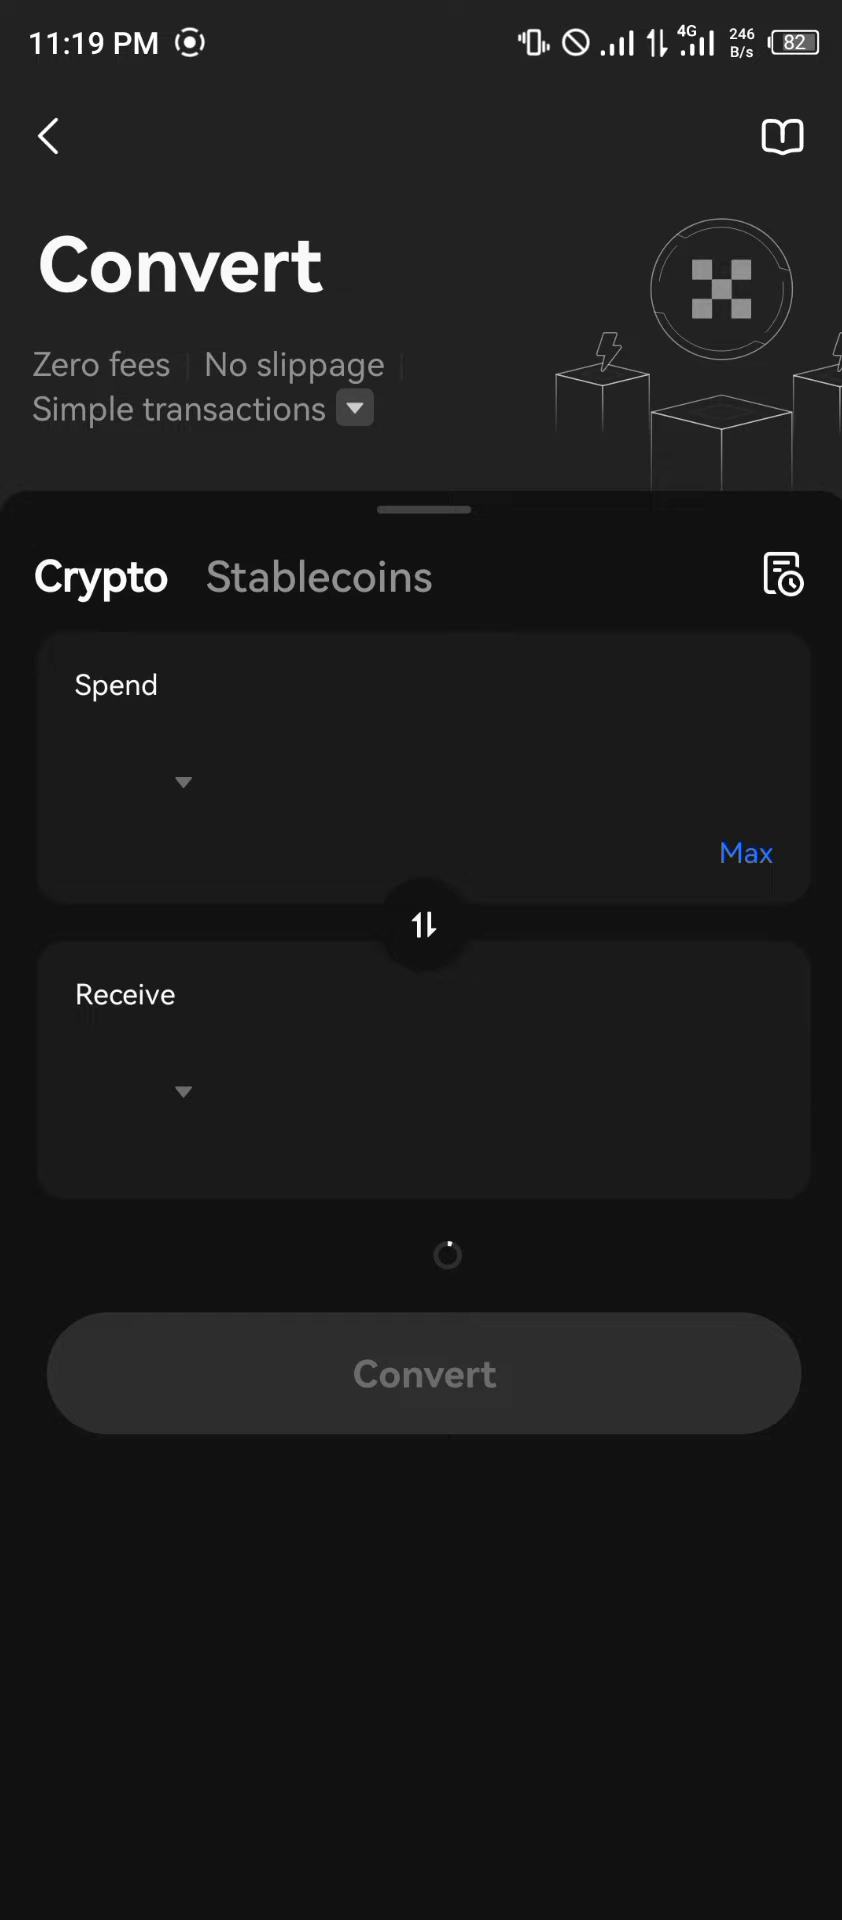 11:19 PM
4G
246
B/s
82
Convert
Zero fees
No slippage
Simple transactions
Crypto
Stablecoins
Spend
Max
Receive
Convert